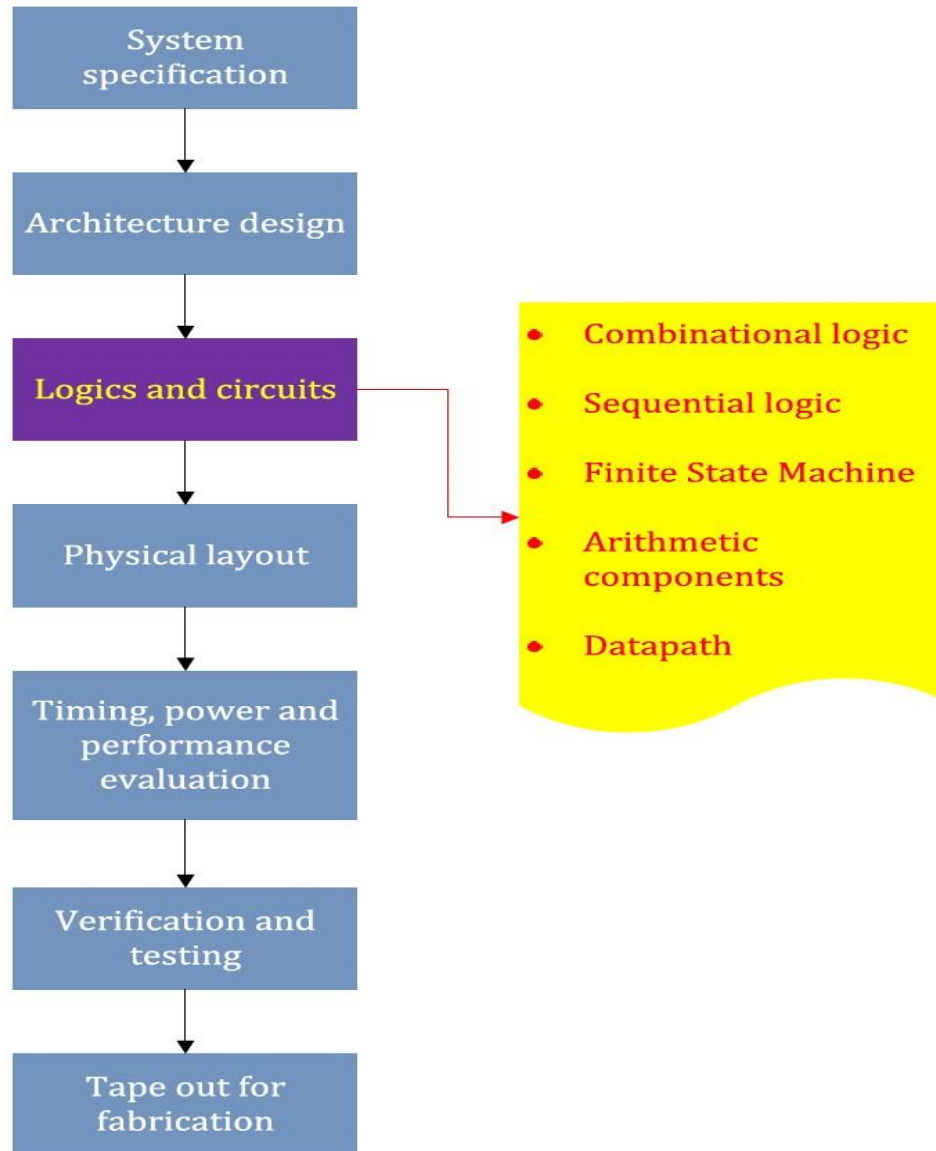 System
specification
Architecture design
Logics and circuits
Physical layout
Timing, power and
performance
evaluation
Verification and
testing
Tape out for
fabrication
• Combinational logic
• Sequential logic
• Finite State Machine
• Arithmetic
components
• Datapath